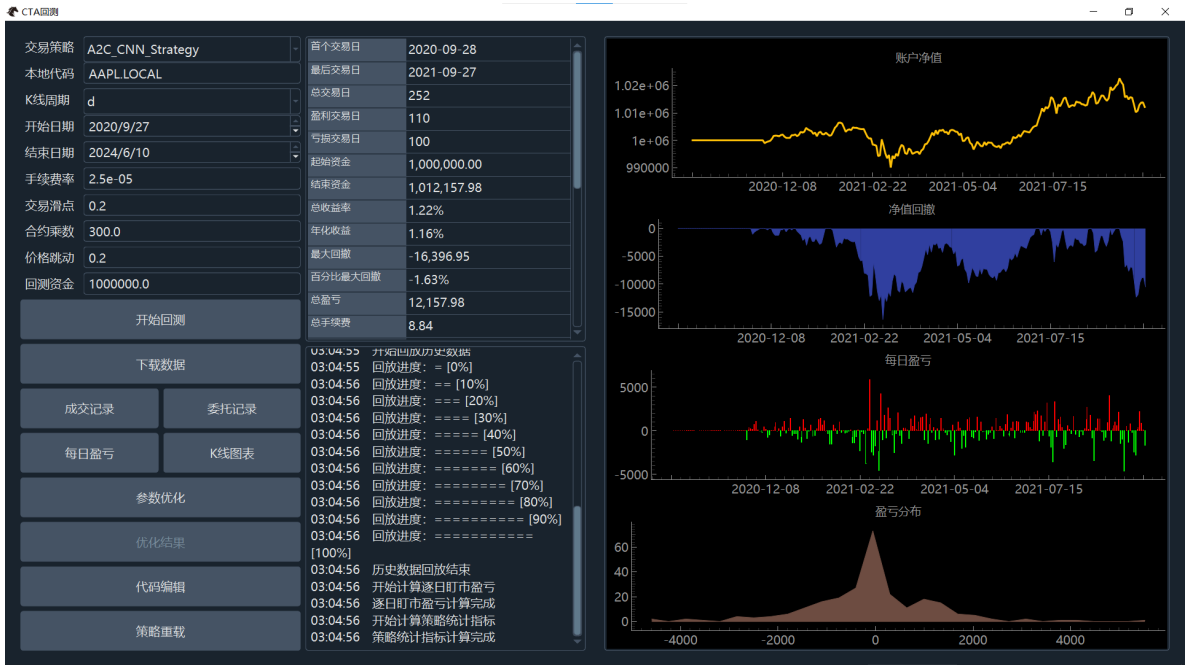 CTA回测
交易策略 A2C_CNN_Strategy
本地代码 AAPL.LOCAL
K线周期 d
开始日期 2020/9/27
结束日期 2024/6/10
手续费率 2.5e-05
交易滑点 0.2
合约乘数 300.0
价格跳动 0.2
回测资金 1000000.0
开始回测
下载数据
成交记录 委托记录
每日盈亏 K线图表
参数优化
优化结果
代码编辑
策略重载
首个交易日 2020-09-28
最后交易日 2021-09-27
总交易日 252
盈利交易日 110
亏损交易日 100
起始资金 1,000,000.00
结束资金 1,012,157.98
总收益率 1.22%
年化收益 1.16%
最大回撤 -16,396.95
百分比最大回撤 -1.63%
总盈亏 12,157.98
总手续费 8.84
03:04:55 开始回放历史数据
03:04:55 回放进度：= [0%]
03:04:56 回放进度：== [10%]
03:04:56 回放进度：=== [20%]
03:04:56 回放进度：==== [30%]
03:04:56 回放进度：===== [40%]
03:04:56 回放进度：====== [50%]
03:04:56 回放进度：======= [60%]
03:04:56 回放进度：======== [70%]
03:04:56 回放进度：========= [80%]
03:04:56 回放进度：========== [90%]
03:04:56 回放进度：===========
[100%]
03:04:56 历史数据回放结束
03:04:56 开始计算逐日盯市盈亏
03:04:56 逐日盯市盈亏计算完成
03:04:56 开始计算策略统计指标
03:04:56 策略统计指标计算完成
账户净值
1.02e+06
1.01e+06
1e+06
990000
2020-12-08 2021-02-22 2021-05-04 2021-07-15
净值回撤
0
-5000
-10000
-15000
2020-12-08 2021-02-22 2021-05-04 2021-07-15
每日盈亏
5000
0
-5000
2020-12-08 2021-02-22 2021-05-04 2021-07-15
盈亏分布
60
40
20
0
-4000 -2000 0 2000 4000